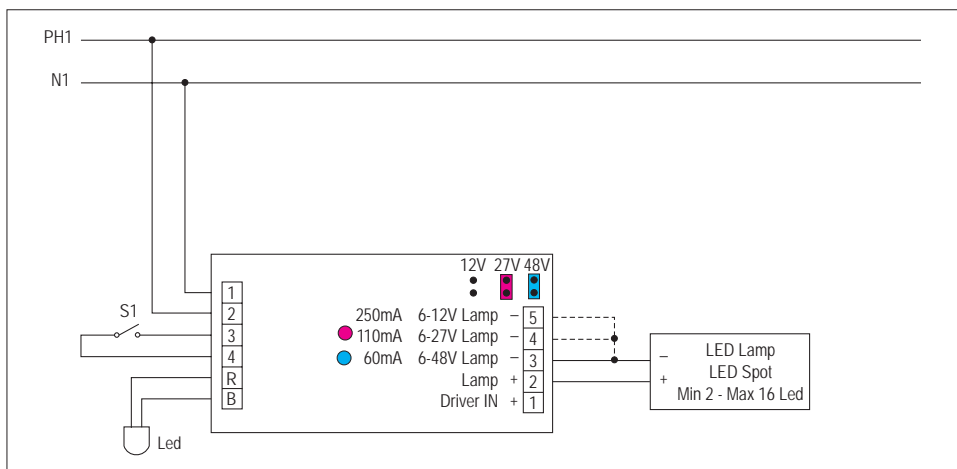 PH1
N1
12V 27V 48V
1
2
3
4
R
B
S1
Led
250mA 6-12V Lamp – 5
110mA 6-27V Lamp – 4
60mA 6-48V Lamp – 3
Lamp + 2
Driver IN + 1
– LED Lamp
LED Spot
+ Min 2 - Max 16 Led